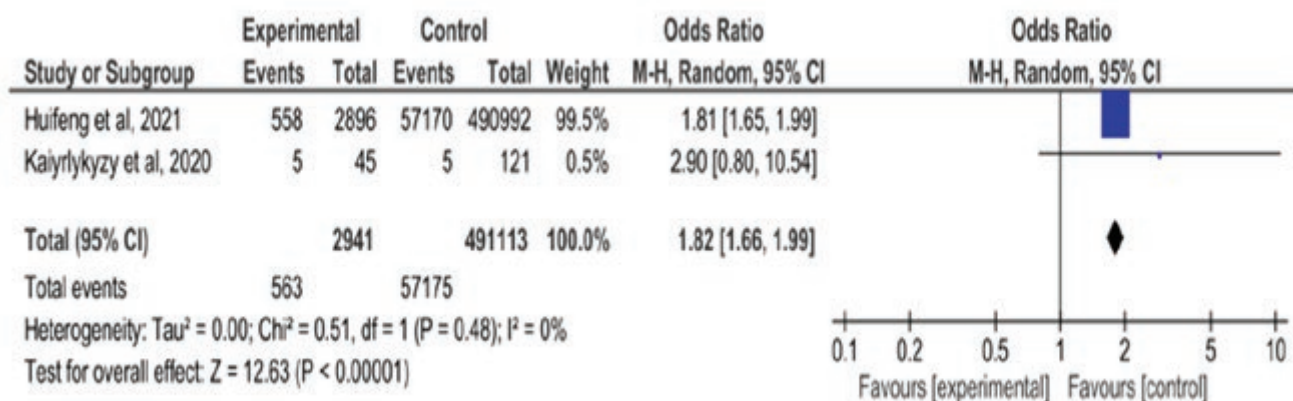 Experimental Control Odds Ratio Odds Ratio
Study or Subgroup Events Total Events Total Weight M-H, Random, 95% CI M-H, Random, 95% CI
Huifeng et al, 2021 558 2896 57170 490992 99.5% 1.81 [1.65, 1.99]
Kaiyrlykyzy et al, 2020 5 45 5 121 0.5% 2.90 [0.80, 10.54]
Total (95% CI) 2941 491113 100.0% 1.82 [1.66, 1.99]
Total events 563 57175
Heterogeneity: Tau² = 0.00; Chi² = 0.51, df = 1 (P = 0.48); I² = 0%
Test for overall effect: Z = 12.63 (P < 0.00001)
0.1 0.2 0.5 1 2 5 10
Favours [experimental] Favours [control]